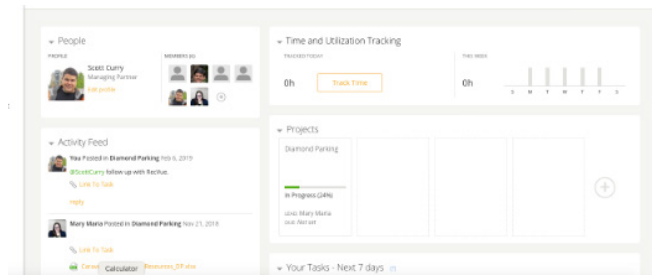 People
PROFILE
MEMBERS (6)
Scott Curry
Managing Partner
Edit profile
Activity Feed
You Posted in Diamond Parking Feb 6, 2019
@ScottCurry follow up with
Link To Task
reply
Mary Maria Posted in Diamond Parking Nov 21, 2018
Link To Task
Calculator
Time and Utilization Tracking
TRACKED TODAY
0h
Track Time
THIS WEEK
0h
S M T W T F S
Projects
Diamond Parking
In Progress (24%)
Mary Maria
Your Tasks - Next 7 days